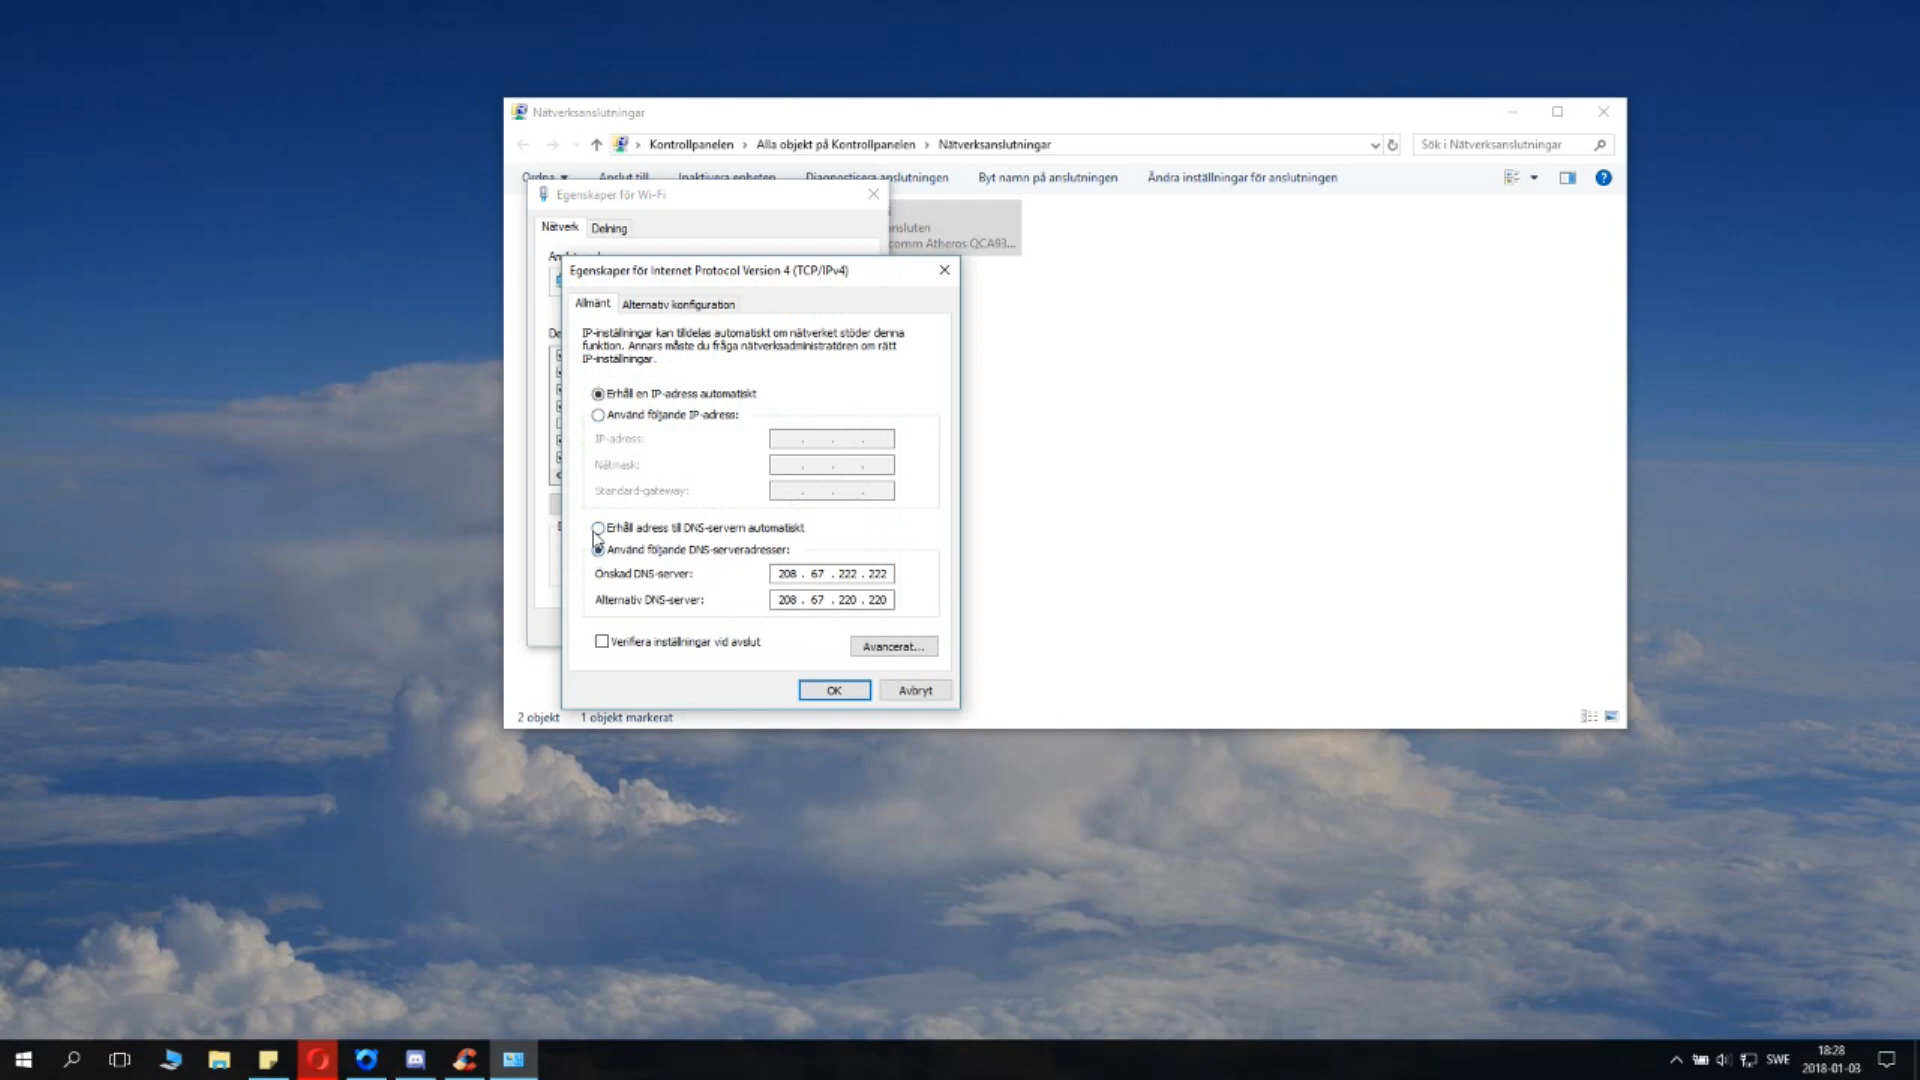 Nätverksanslutningar
Kontrollpanelen › Alla objekt på Kontrollpanelen › Nätverksanslutningar
Sök i Nätverksanslutningar
Ordna Anslut till Inaktivera enheten Diagnostisera anslutningen Byt namn på anslutningen Ändra inställningar för anslutningen
Egenskaper för Wi-Fi
Nätverk Delning
nsluten
comm Atheros QCA93...
Egenskaper för Internet Protocol Version 4 (TCP/IPv4)
Allmänt Alternativ konfiguration
IP-inställningar kan tilldelas automatiskt om nätverket stöder denna
funktion. Annars måste du fråga nätverksadministratören om rätt
IP-inställningar.
Erhåll en IP-adress automatiskt
Använd följande IP-adress:
IP-adress:
Nätmask:
Standard-gateway:
Erhåll adress till DNS-servern automatiskt
Använd följande DNS-serveradresser:
Önskad DNS-server: 208 . 67 . 222 . 222
Alternativ DNS-server: 208 . 67 . 220 . 220
Verifiera inställningar vid avslut
Avancerat...
OK Avbryt
2 objekt 1 objekt markerat
SWE
18:28
2018-01-03